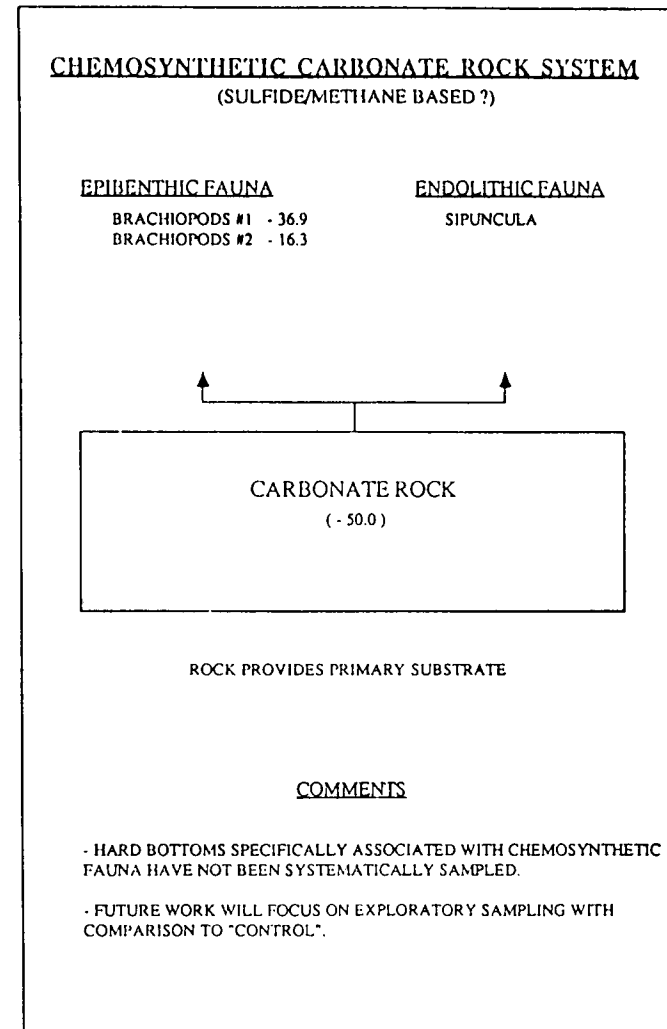 CHEMOSYNTHETIC CARBONATE ROCK SYSTEM
(SULFIDE/METHANE BASED ?)
EPIBENTHIC FAUNA
BRACHIOPODS #1 - 36.9
BRACHIOPODS #2 - 16.3
ENDOLITHIC FAUNA
SIPUNCULA
CARBONATE ROCK
( - 50.0 )
ROCK PROVIDES PRIMARY SUBSTRATE
COMMENTS
- HARD BOTTOMS SPECIFICALLY ASSOCIATED WITH CHEMOSYNTHETIC
FAUNA HAVE NOT BEEN SYSTEMATICALLY SAMPLED.
- FUTURE WORK WILL FOCUS ON EXPLORATORY SAMPLING WITH
COMPARISON TO "CONTROL".